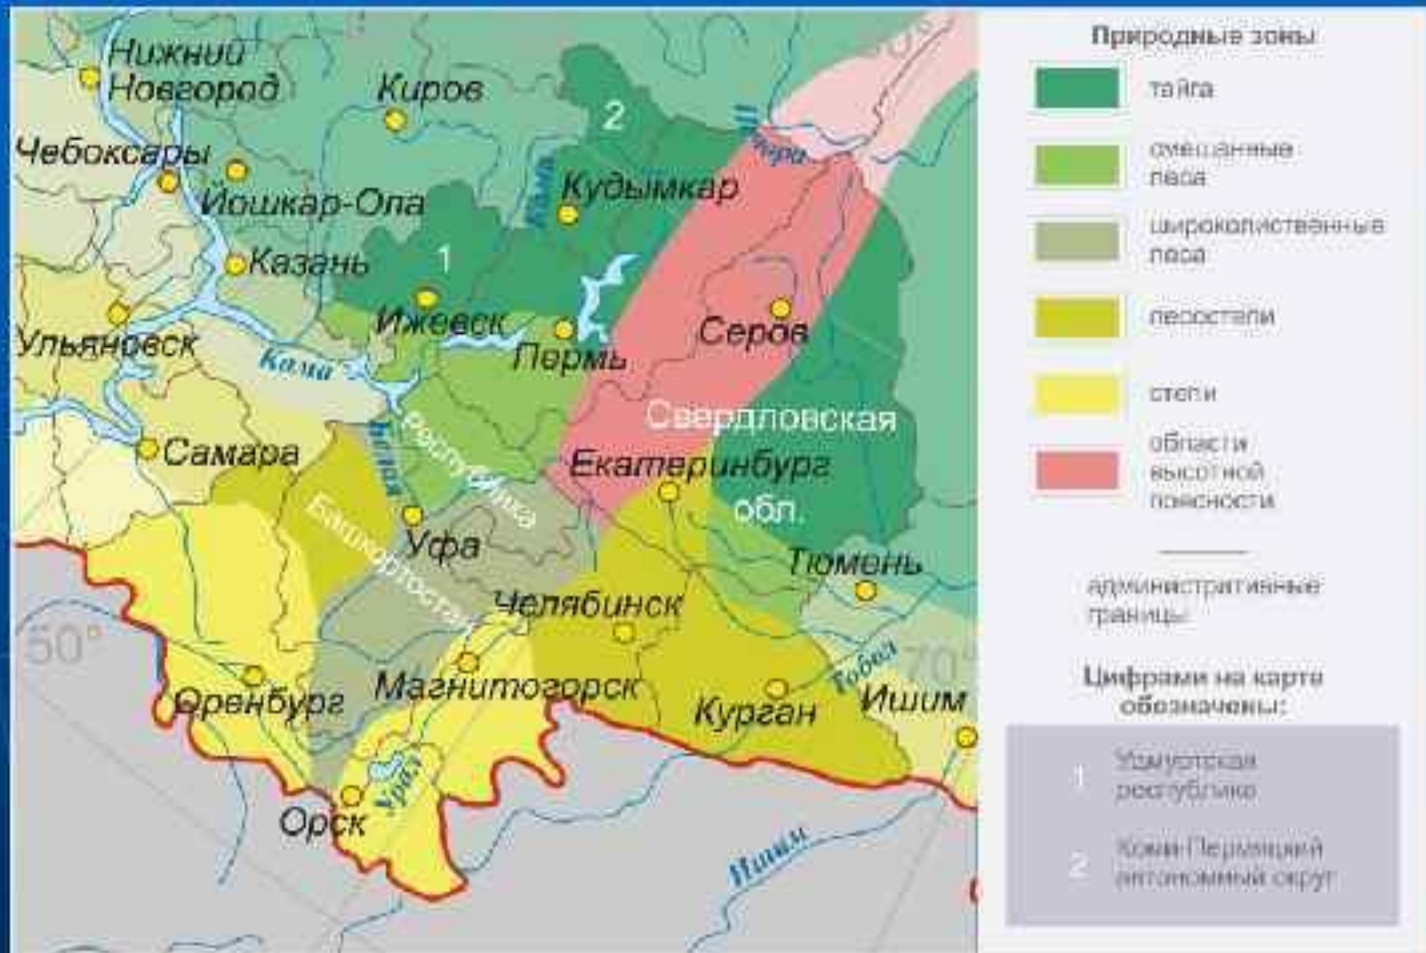 Нижний
Новгород
Киров
2
Печора
Чебоксары
Йошкар-Ола
Кама
Кудымкар
Казань
1
Ижевск
Серов
Ульяновск
Пермь
Кама
Свердловская
обл.
Самара
Белая
Республика
Башкортостан
Екатеринбург
Уфа
Тюмень
Челябинск
50°
70°
Тобол
Оренбург
Магнитогорск
Курган
Ишим
Орск
Урал
Ишим
Природные зоны
тайга
смешанные
леса
широколиственные
леса
лесостепи
степи
области
высотной
поясности
административные
границы
Цифрами на карте
обозначены:
1
Удмуртская
республика
2
Коми-Пермяцкий
автономный округ